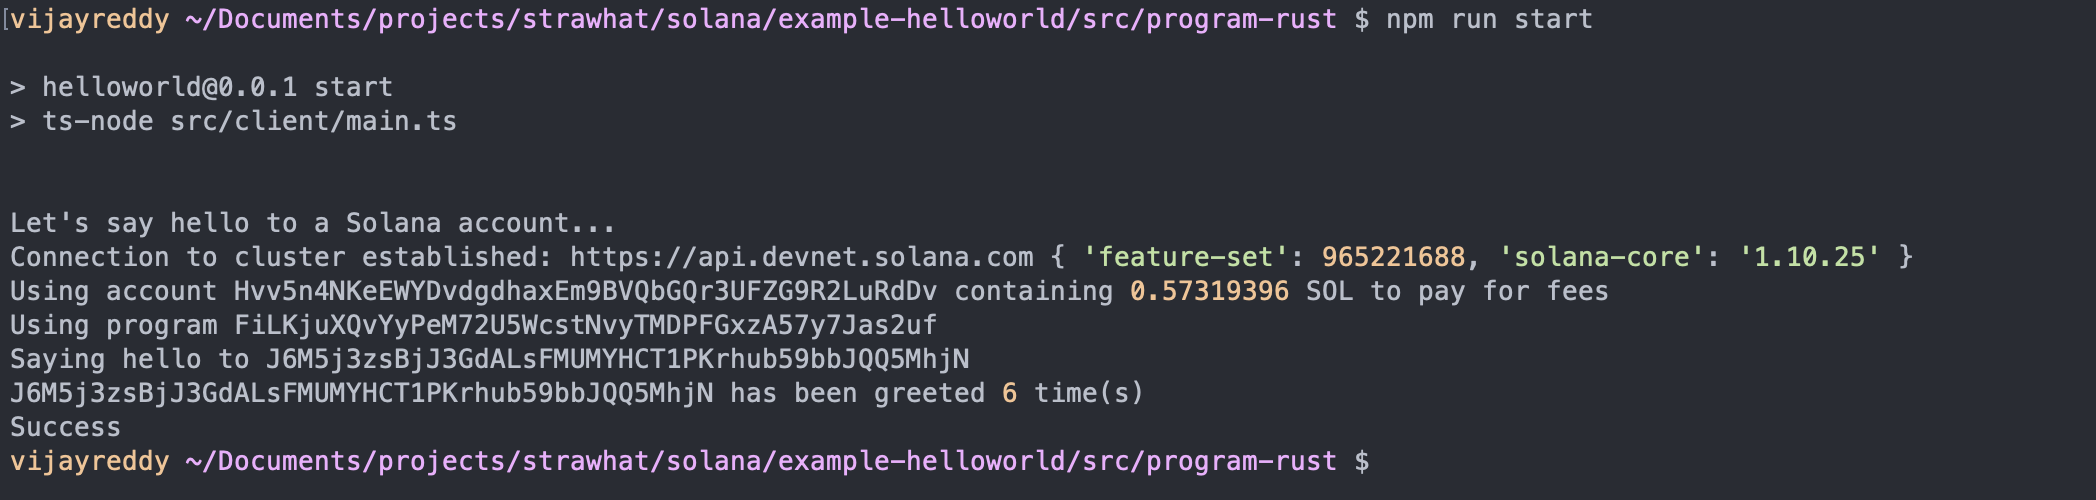 vijayreddy ~/Documents/projects/strawhat/solana/example-helloworld/src/program-rust $ npm run start
> helloworld@0.0.1 start
> ts-node src/client/main.ts
Let's say hello to a Solana account...
Connection to cluster established: https://api.devnet.solana.com { 'feature-set': 965221688, 'solana-core': '1.10.25' }
Using account Hvv5n4NKeEWYDvdgdhaxEm9BVQbGQr3UFZG9R2LuRdDv containing 0.57319396 SOL to pay for fees
Using program FiLKjuXQvYyPeM72U5WcstNvyTMDPFGxzA57y7Jas2uf
Saying hello to J6M5j3zsBjJ3GdALsFMUMYHCT1PKrhub59bbJQQ5MhjN
J6M5j3zsBjJ3GdALsFMUMYHCT1PKrhub59bbJQQ5MhjN has been greeted 6 time(s)
Success
vijayreddy ~/Documents/projects/strawhat/solana/example-helloworld/src/program-rust $